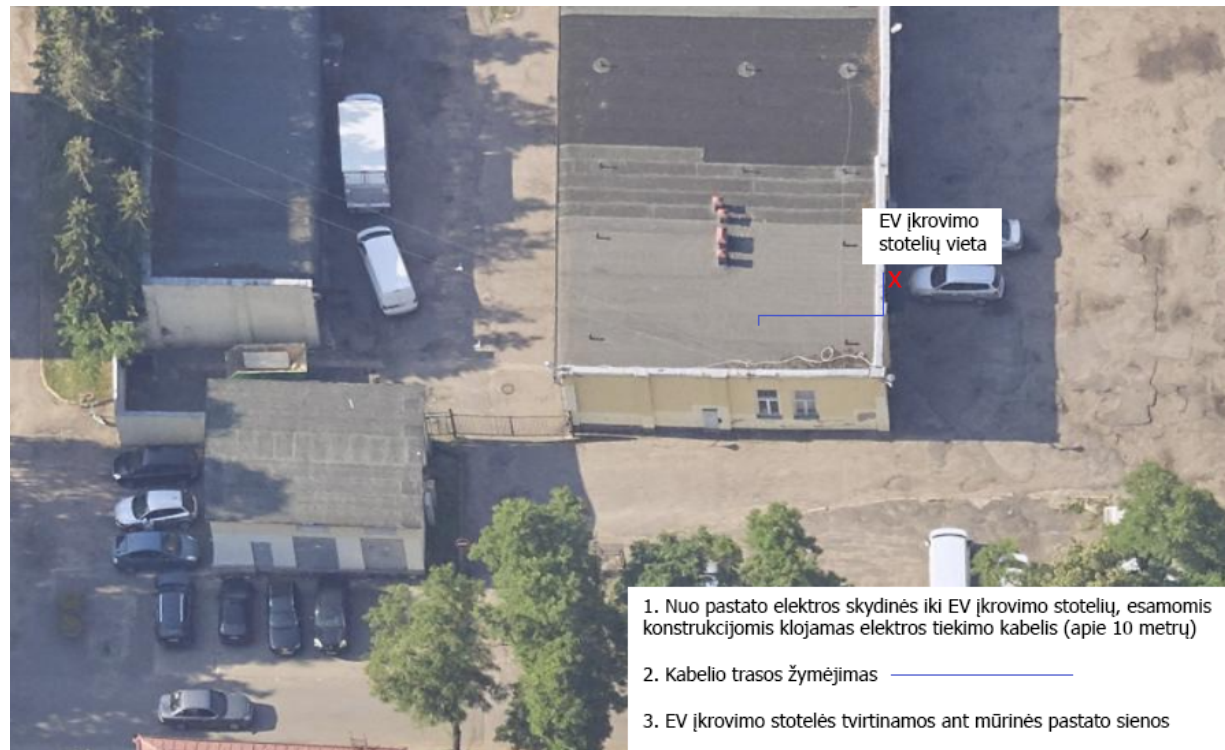 EV įkrovimo
stotelių vieta
X
1. Nuo pastato elektros skydinės iki EV įkrovimo stotelių, esamomis
konstrukcijomis klojamas elektros tiekimo kabelis (apie 10 metrų)
2. Kabelio trasos žymėjimas
3. EV įkrovimo stotelės tvirtinamos ant mūrinės pastato sienos